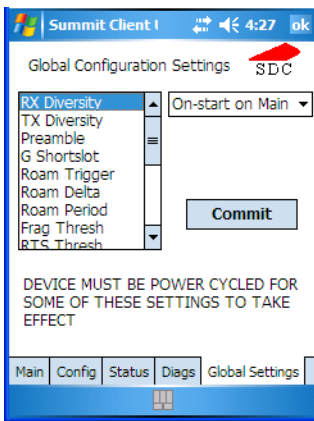 Summit Client U 4:27 ok
Global Configuration Settings SDC
RX Diversity On-start on Main
TX Diversity
Preamble
G Shortslot
Roam Trigger
Roam Delta
Roam Period
Frag Thresh
RTS Thresh
Commit
DEVICE MUST BE POWER CYCLED FOR
SOME OF THESE SETTINGS TO TAKE
EFFECT
Main Config Status Diags Global Settings